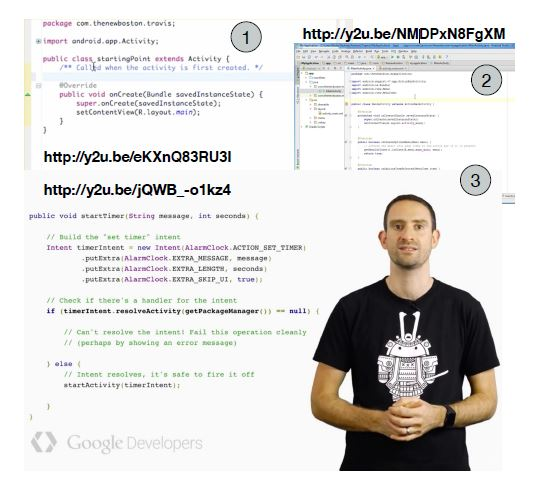 package com.thenewboston.travis;
import android.app.Activity;
public class startingPoint extends Activity {
/** Called when the activity is first created. */
@Override
public void onCreate(Bundle savedInstanceState) {
super.onCreate(savedInstanceState);
setContentView(R.layout.main);
}
}
1
http://y2u.be/eKXnQ83RU3I
http://y2u.be/NMDPxN8FgXM
2
http://y2u.be/jQWB_-o1kz4
3
public void startTimer(String message, int seconds) {
// Build the "set timer" intent
Intent timerIntent = new Intent(AlarmClock.ACTION_SET_TIMER)
.putExtra(AlarmClock.EXTRA_MESSAGE, message)
.putExtra(AlarmClock.EXTRA_LENGTH, seconds)
.putExtra(AlarmClock.EXTRA_SKIP_UI, true));
// Check if there's a handler for the intent
if (timerIntent.resolveActivity(getPackageManager()) == null) {
// Can't resolve the intent! Fail this operation cleanly
// (perhaps by showing an error message)
} else {
// Intent resolves, it's safe to fire it off
startActivity(timerIntent);
}
}
Google Developers